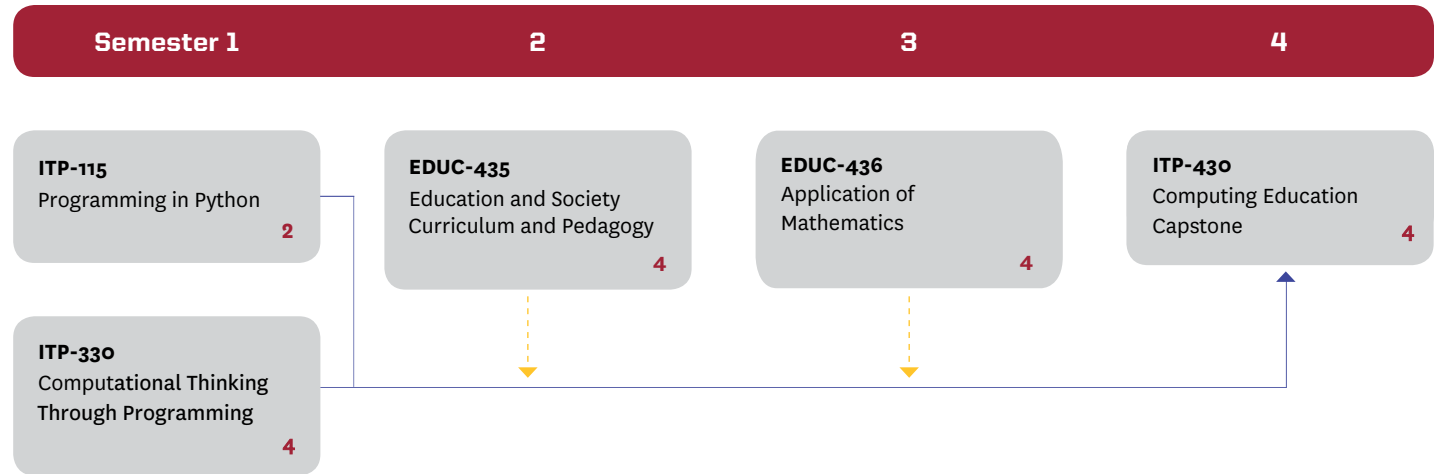 Semester 1
2
3
4
ITP-115
Programming in Python
2
EDUC-435
Education and Society
Curriculum and Pedagogy
4
EDUC-436
Application of
Mathematics
4
ITP-430
Computing Education
Capstone
4
ITP-330
Computational Thinking
Through Programming
4